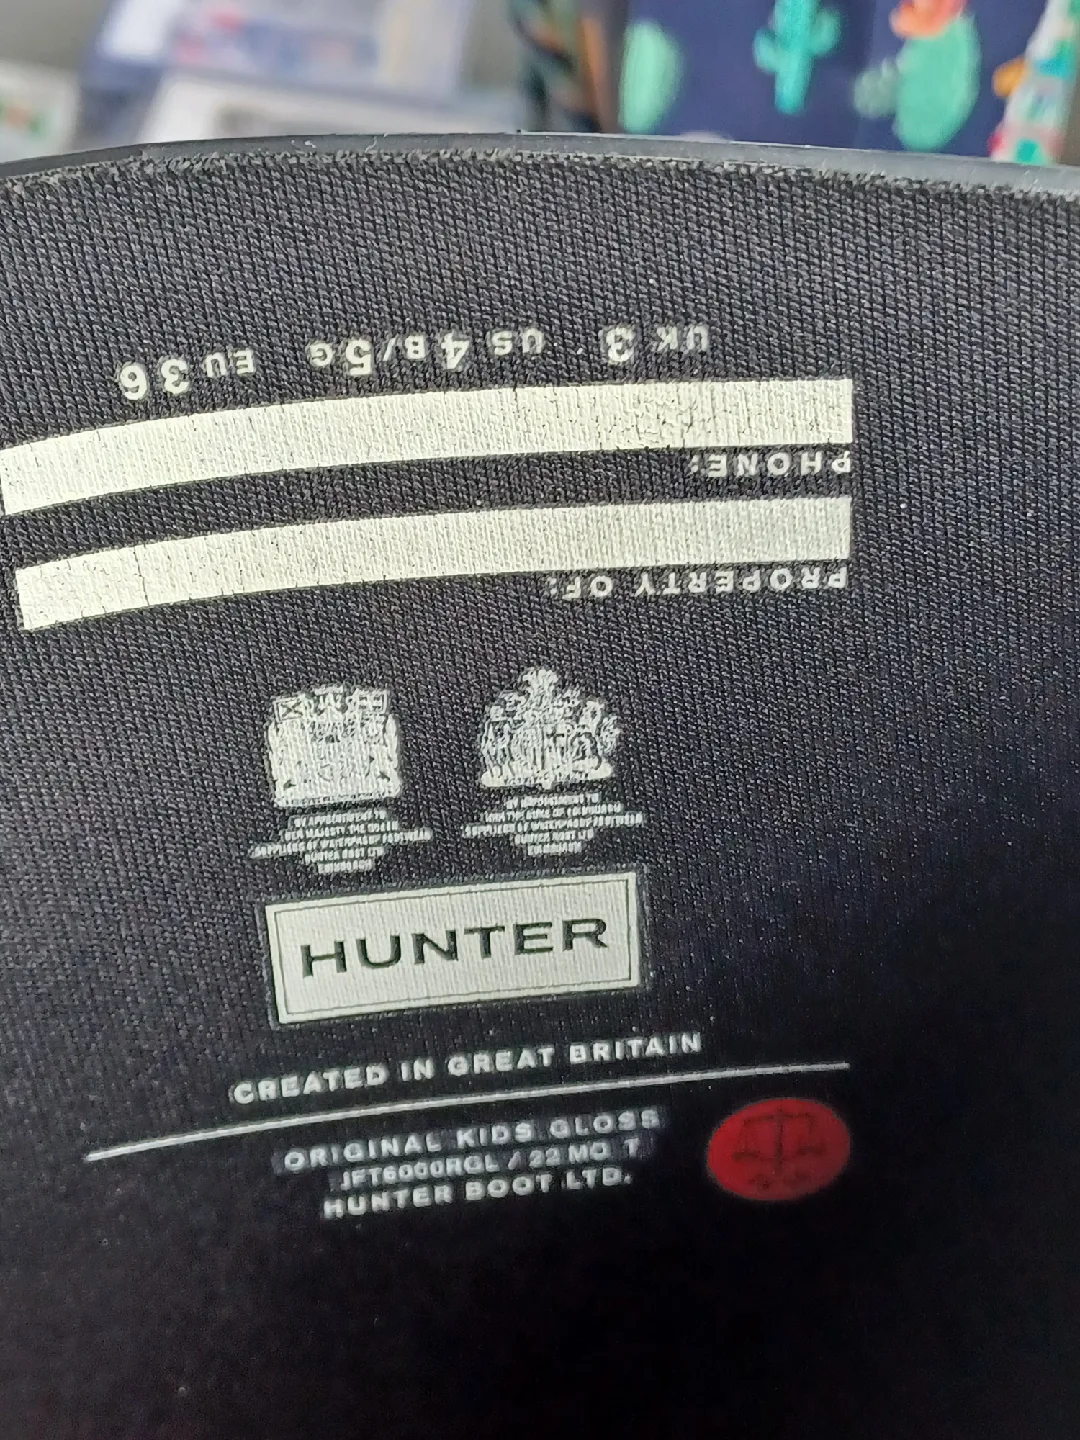 UK 3 US 4B/5G EU 36
PHONE:
PROPERTY OF:
HUNTER
CREATED IN GREAT BRITAIN
ORIGINAL KIDS GLOSS
JFT6000RGL / 22 MQ T
HUNTER BOOT LTD.